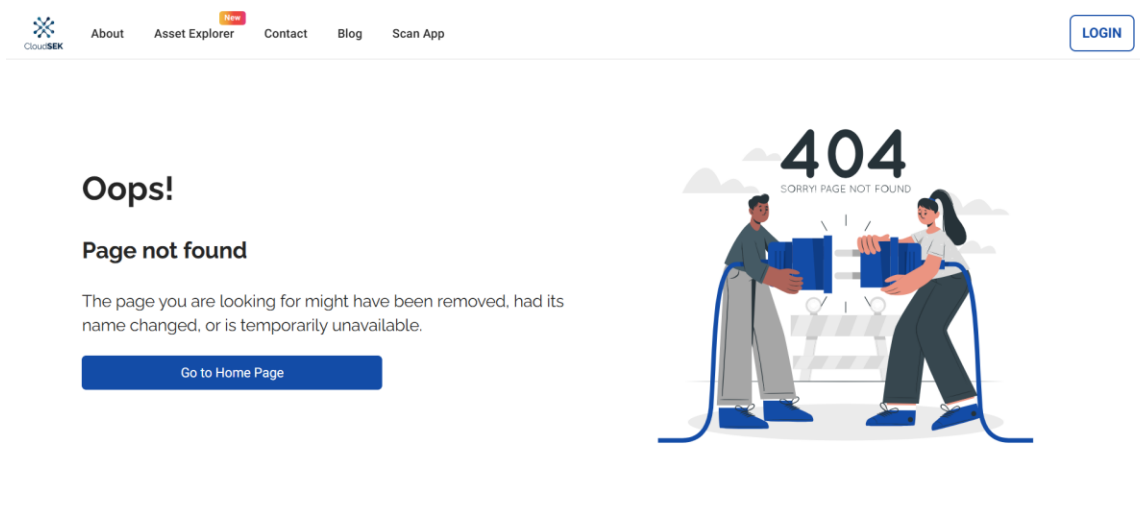 New
CloudSEK
About
Asset Explorer
Contact
Blog
Scan App
LOGIN
404
SORRY! PAGE NOT FOUND
Oops!
Page not found
The page you are looking for might have been removed, had its
name changed, or is temporarily unavailable.
Go to Home Page